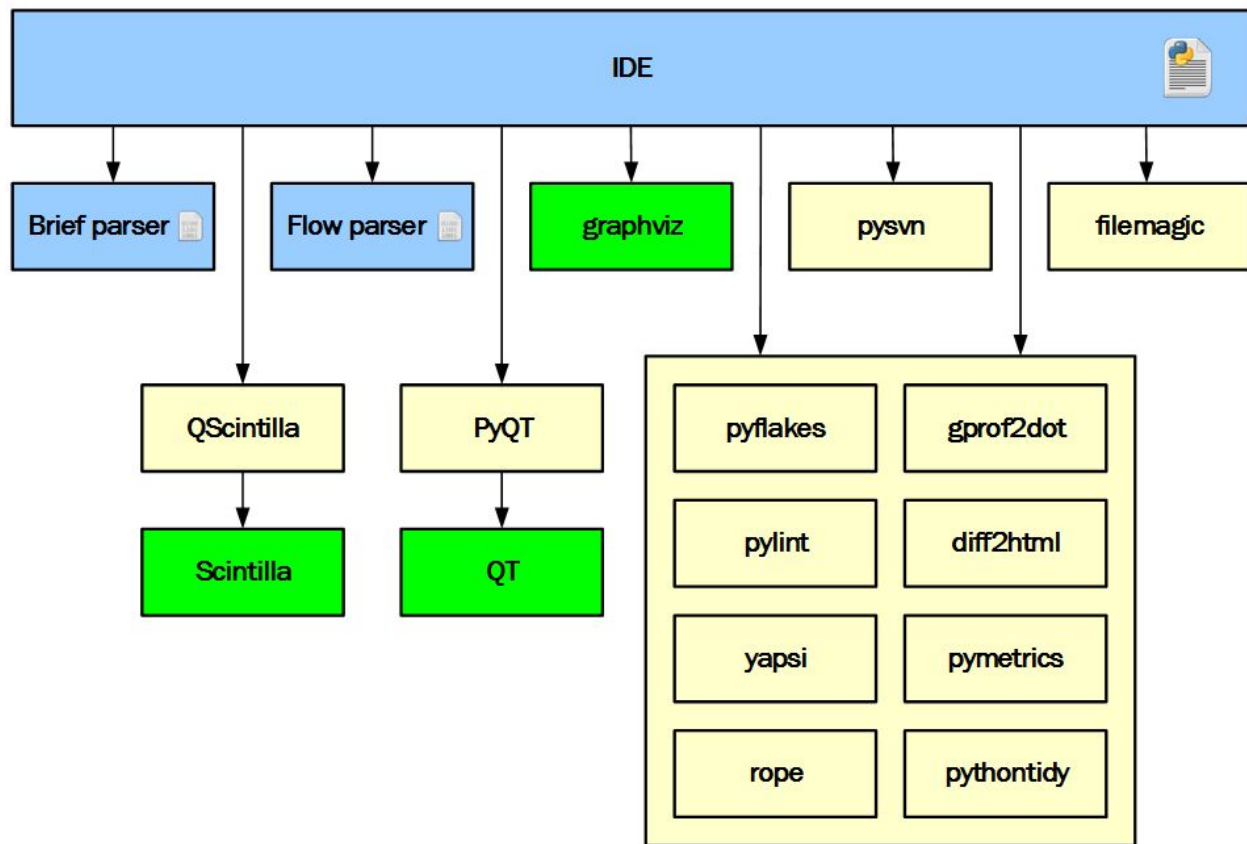 IDE
Brief parser
Flow parser
graphviz
pysvn
filemagic
QScintilla
PyQT
pyflakes
gprof2dot
Scintilla
QT
pylint
diff2html
yapsi
pymetrics
rope
pythontidy